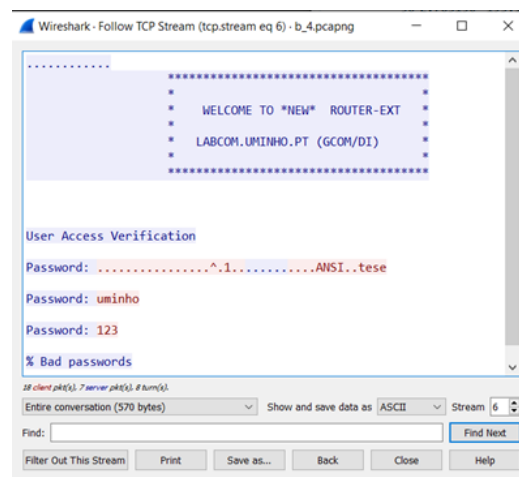 Wireshark · Follow TCP Stream (tcp.stream eq 6) · b_4.pcapng
............
*************************************
* *
* WELCOME TO *NEW* ROUTER-EXT *
* *
* LABCOM.UMINHO.PT (GCOM/DI) *
* *
*************************************
User Access Verification
Password: ................^.1............ANSI..tese
Password: uminho
Password: 123
% Bad passwords
18 client pkt(s), 7 server pkt(s), 8 turn(s).
Entire conversation (570 bytes) Show and save data as ASCII Stream 6
Find: Find Next
Filter Out This Stream Print Save as... Back Close Help